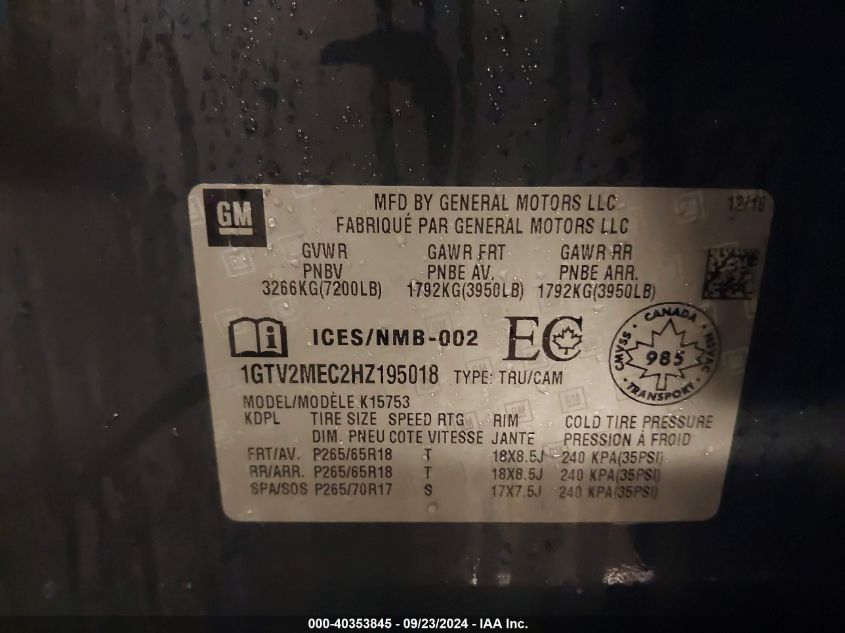 GM
MFD BY GENERAL MOTORS LLC 12/16
FABRIQUÉ PAR GENERAL MOTORS LLC
GVWR GAWR FRT GAWR RR
PNBV PNBE AV. PNBE ARR.
3266KG(7200LB) 1792KG(3950LB) 1792KG(3950LB)
ICES/NMB-002 EC
CANADA
CMVSS 985 NSVAC
TRANSPORT
1GTV2MEC2HZ195018 TYPE: TRU/CAM
MODEL/MODÈLE K15753
KDPL TIRE SIZE SPEED RTG RIM COLD TIRE PRESSURE
DIM. PNEU COTE VITESSE JANTE PRESSION À FROID
FRT/AV. P265/65R18 T 18X8.5J 240 KPA(35PSI)
RR/ARR. P265/65R18 T 18X8.5J 240 KPA(35PSI)
SPA/SOS P265/70R17 S 17X7.5J 240 KPA(35PSI)
000-40353845 - 09/23/2024 - IAA Inc.